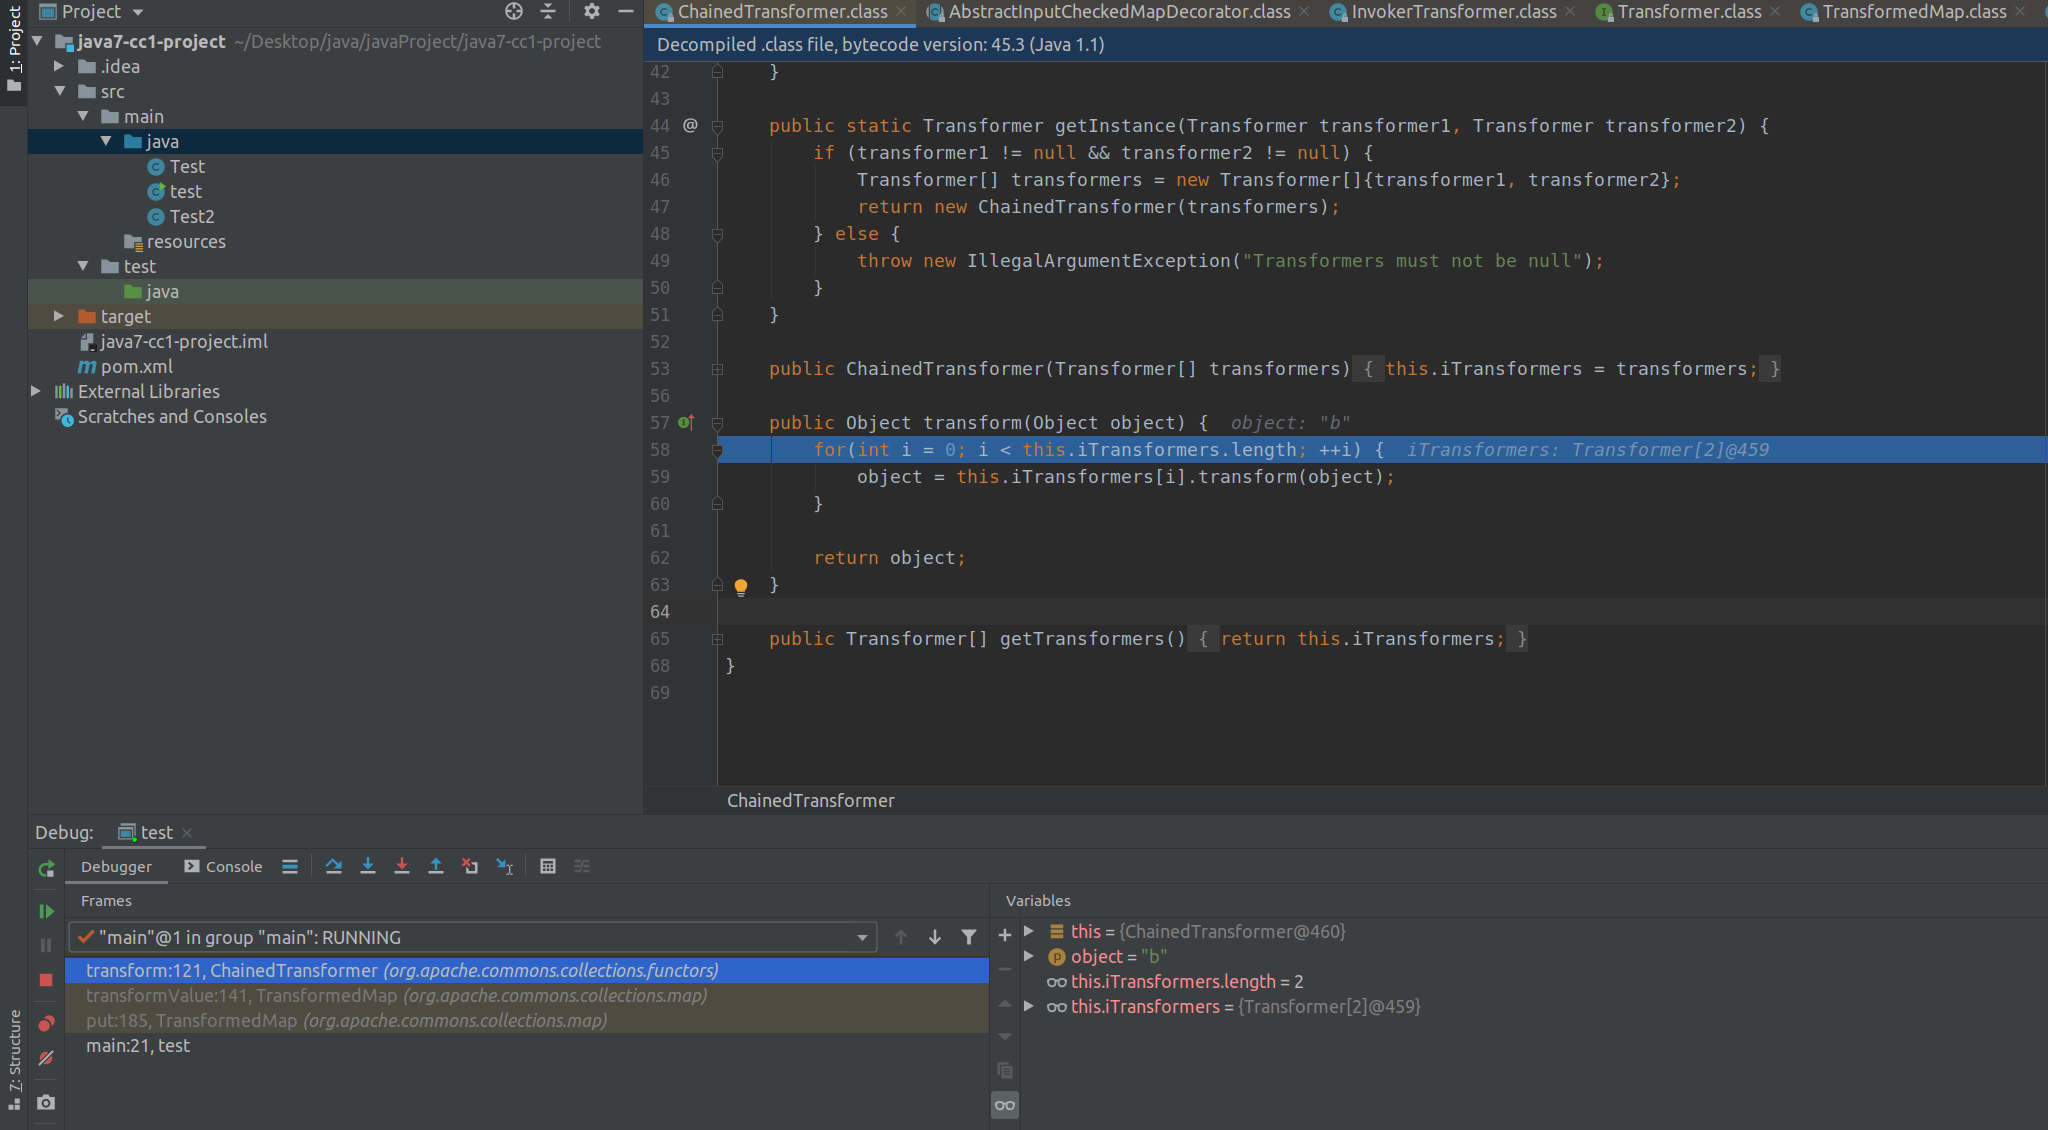 1: Project
Project
java7-cc1-project ~/Desktop/java/javaProject/java7-cc1-project
.idea
src
main
java
Test
test
Test2
resources
test
java
target
java7-cc1-project.iml
pom.xml
External Libraries
Scratches and Consoles
ChainedTransformer.class AbstractInputCheckedMapDecorator.class InvokerTransformer.class Transformer.class TransformedMap.class
Decompiled .class file, bytecode version: 45.3 (Java 1.1)
42 }
43
44 @ public static Transformer getInstance(Transformer transformer1, Transformer transformer2) {
45 if (transformer1 != null && transformer2 != null) {
46 Transformer[] transformers = new Transformer[]{transformer1, transformer2};
47 return new ChainedTransformer(transformers);
48 } else {
49 throw new IllegalArgumentException("Transformers must not be null");
50 }
51 }
52
53 public ChainedTransformer(Transformer[] transformers) { this.iTransformers = transformers; }
56
57 public Object transform(Object object) { object: "b"
58 for(int i = 0; i < this.iTransformers.length; ++i) { iTransformers: Transformer[2]@459
59 object = this.iTransformers[i].transform(object);
60 }
61
62 return object;
63 }
64
65 public Transformer[] getTransformers() { return this.iTransformers; }
68 }
69
ChainedTransformer
Debug: test
Debugger Console
Frames
"main"@1 in group "main": RUNNING
transform:121, ChainedTransformer (org.apache.commons.collections.functors)
transformValue:141, TransformedMap (org.apache.commons.collections.map)
put:185, TransformedMap (org.apache.commons.collections.map)
main:21, test
Variables
this = {ChainedTransformer@460}
object = "b"
this.iTransformers.length = 2
this.iTransformers = {Transformer[2]@459}
7: Structure